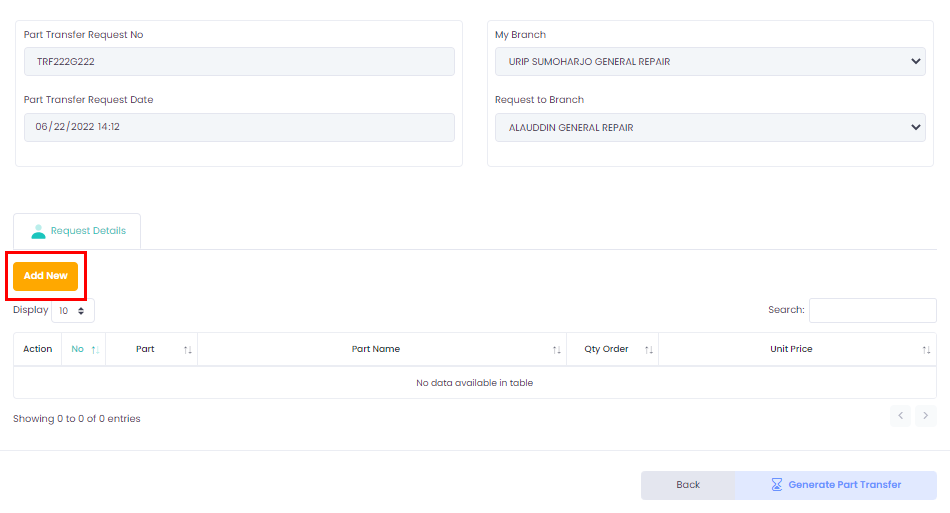 Part Transfer Request No
TRF222G222
Part Transfer Request Date
06/22/2022 14:12
My Branch
URIP SUMOHARJO GENERAL REPAIR
Request to Branch
ALAUDDIN GENERAL REPAIR
Request Details
Add New
Display 10
Search:
Action No Part Part Name Qty Order Unit Price
No data available in table
Showing 0 to 0 of 0 entries
Back Generate Part Transfer